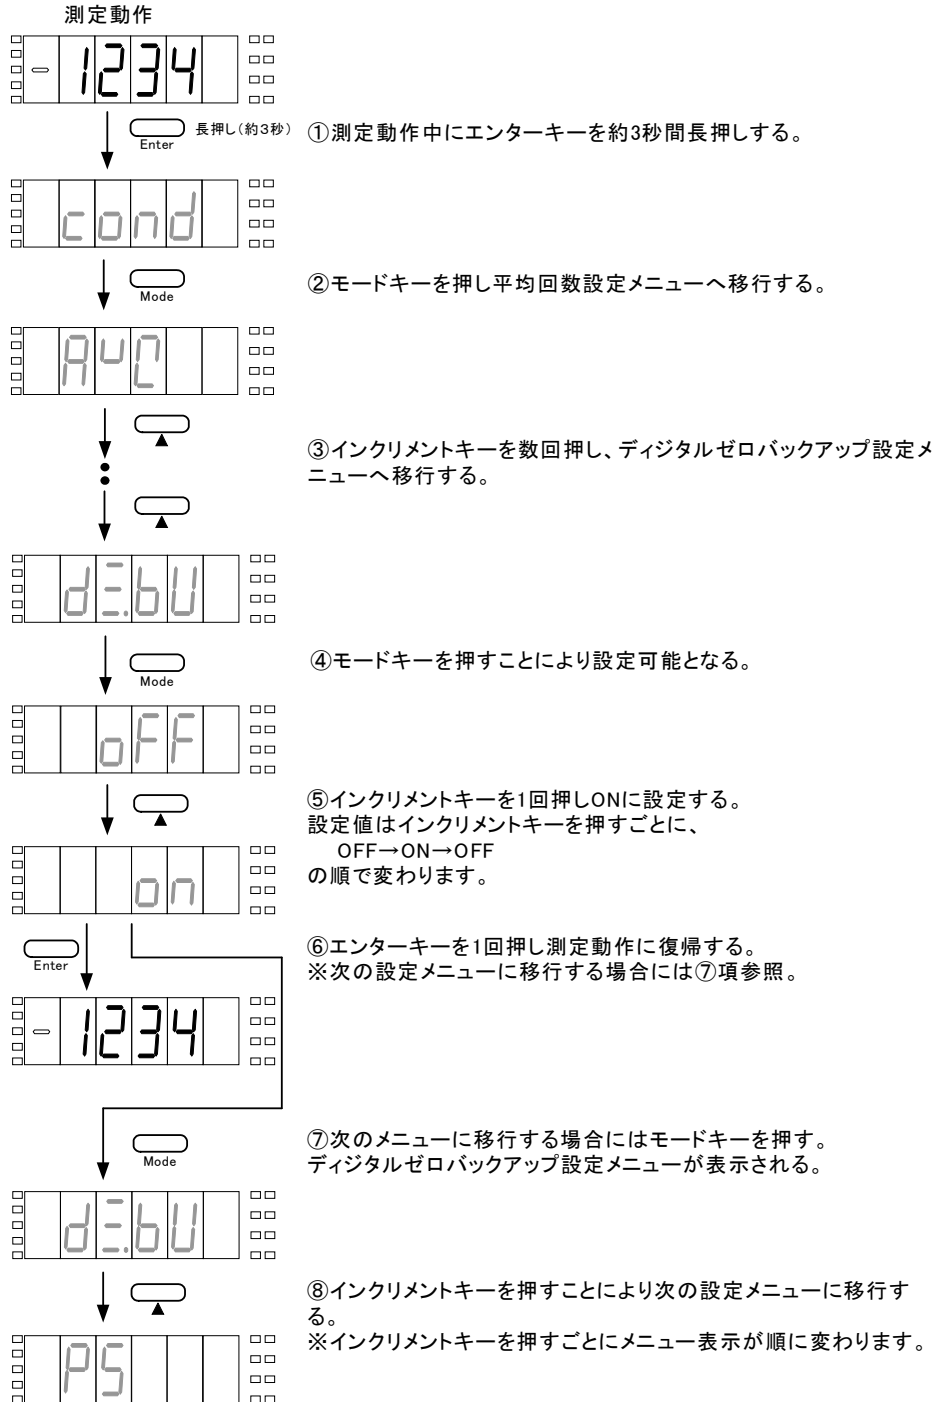 測定動作
-1234
長押し(約3秒)
Enter
①測定動作中にエンターキーを約3秒間長押しする。
cond
Mode
②モードキーを押し平均回数設定メニューへ移行する。
③インクリメントキーを数回押し、ディジタルゼロバックアップ設定メ
ニューへ移行する。
Mode
④モードキーを押すことにより設定可能となる。
oFF
⑤インクリメントキーを1回押しONに設定する。
設定値はインクリメントキーを押すごとに、
OFF→ON→OFF
の順で変わります。
on
Enter
⑥エンターキーを1回押し測定動作に復帰する。
※次の設定メニューに移行する場合には⑦項参照。
-1234
Mode
⑦次のメニューに移行する場合にはモードキーを押す。
ディジタルゼロバックアップ設定メニューが表示される。
⑧インクリメントキーを押すことにより次の設定メニューに移行す
る。
※インクリメントキーを押すごとにメニュー表示が順に変わります。
PS